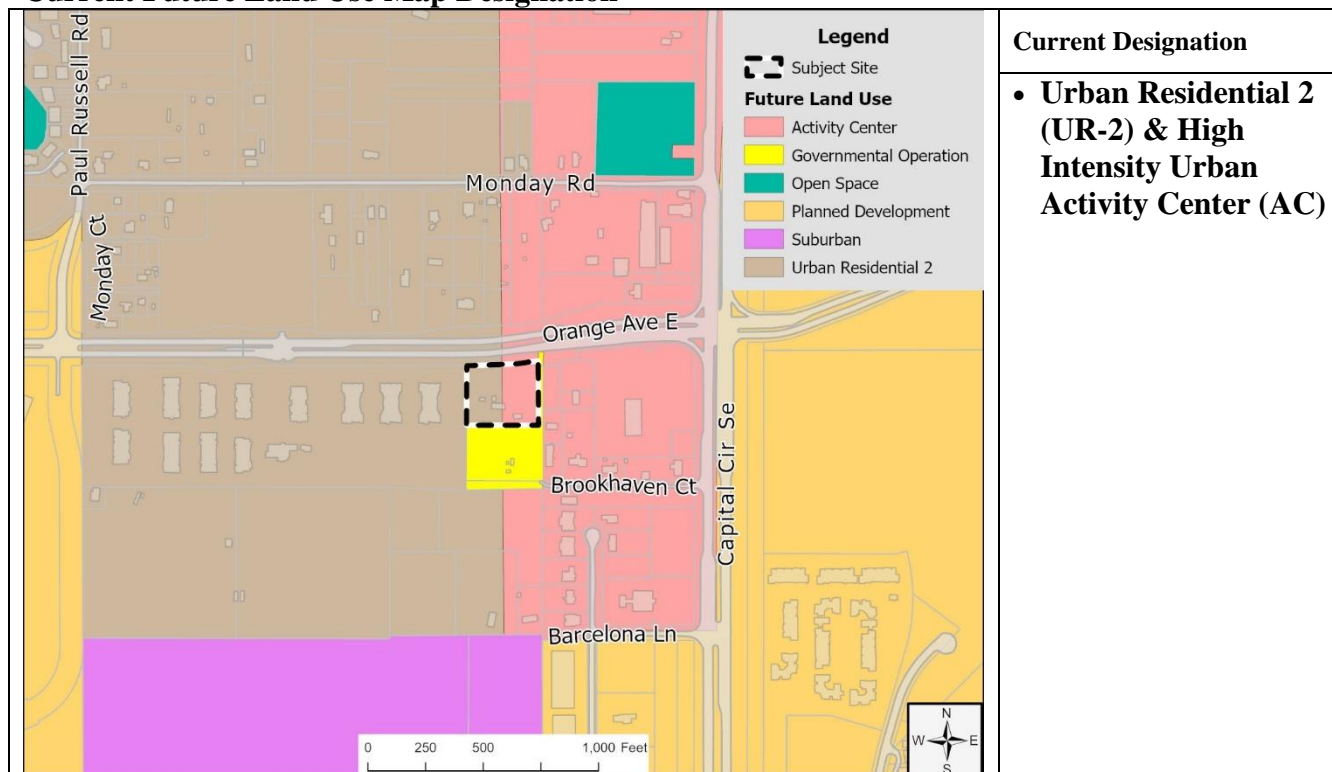 Current Future Land Use Map Designation
Legend
Subject Site
Future Land Use
Activity Center
Governmental Operation
Open Space
Planned Development
Suburban
Urban Residential 2
Paul Russell Rd
Monday Ct
Monday Rd
Orange Ave E
Capital Cir Se
Brookhaven Ct
Barcelona Ln
0 250 500 1,000 Feet
N
W E
S
Current Designation
• Urban Residential 2
(UR-2) & High
Intensity Urban
Activity Center (AC)